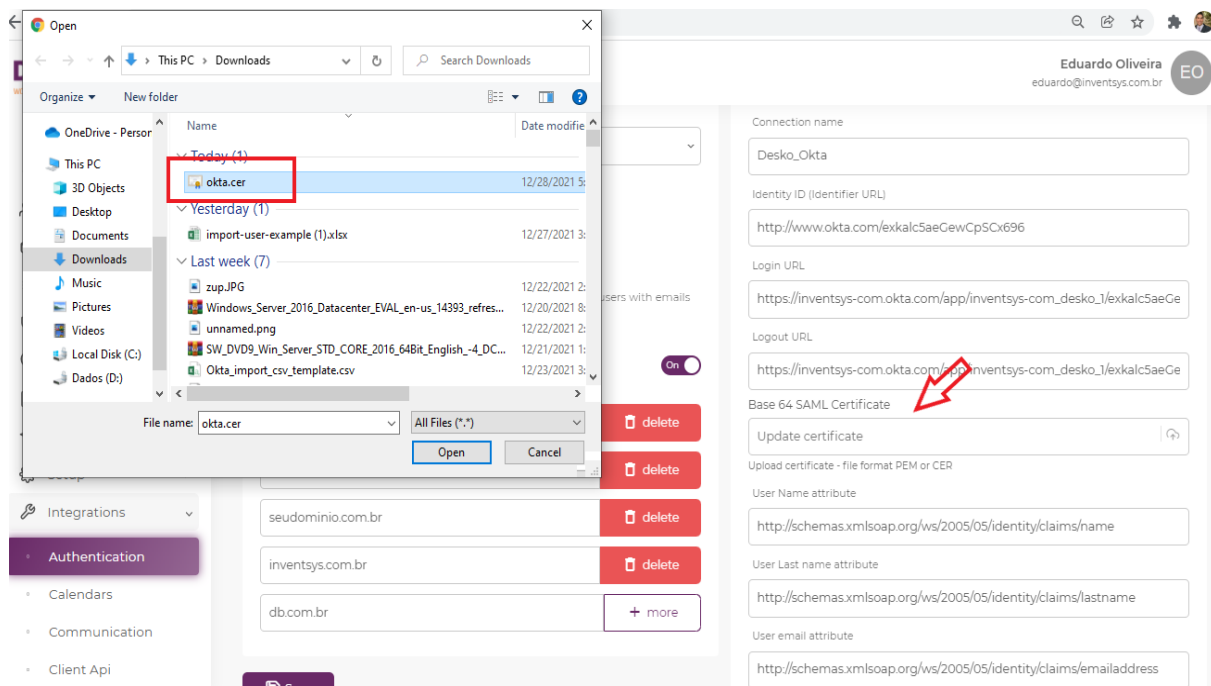 Open
This PC > Downloads
Search Downloads
Organize
New folder
OneDrive - Person
This PC
3D Objects
Desktop
Documents
Downloads
Music
Pictures
Videos
Local Disk (C:)
Dados (D:)
Name
Date modifie
Today (1)
okta.cer
12/28/2021 5:
Yesterday (1)
import-user-example (1).xlsx
12/27/2021 3:
Last week (7)
zup.JPG
12/22/2021 2:
Windows_Server_2016_Datacenter_EVAL_en-us_14393_refres...
12/20/2021 8:
unnamed.png
12/22/2021 2:
SW_DVD9_Win_Server_STD_CORE_2016_64Bit_English_-4_DC...
12/21/2021 1:
Okta_import_csv_template.csv
12/23/2021 3:
File name:
okta.cer
All Files (*.*)
Open
Cancel
Eduardo Oliveira
eduardo@inventsys.com.br
EO
users with emails
On
delete
delete
seudominio.com.br
delete
inventsys.com.br
delete
db.com.br
+ more
Setup
Integrations
Authentication
Calendars
Communication
Client Api
Connection name
Desko_Okta
Identity ID (Identifier URL)
http://www.okta.com/exkalc5aeGewCpSCx696
Login URL
https://inventsys-com.okta.com/app/inventsys-com_desko_1/exkalc5aeGe
Logout URL
https://inventsys-com.okta.com/app/inventsys-com_desko_1/exkalc5aeGe
Base 64 SAML Certificate
Update certificate
Upload certificate - file format PEM or CER
User Name attribute
http://schemas.xmlsoap.org/ws/2005/05/identity/claims/name
User Last name attribute
http://schemas.xmlsoap.org/ws/2005/05/identity/claims/lastname
User email attribute
http://schemas.xmlsoap.org/ws/2005/05/identity/claims/emailaddress